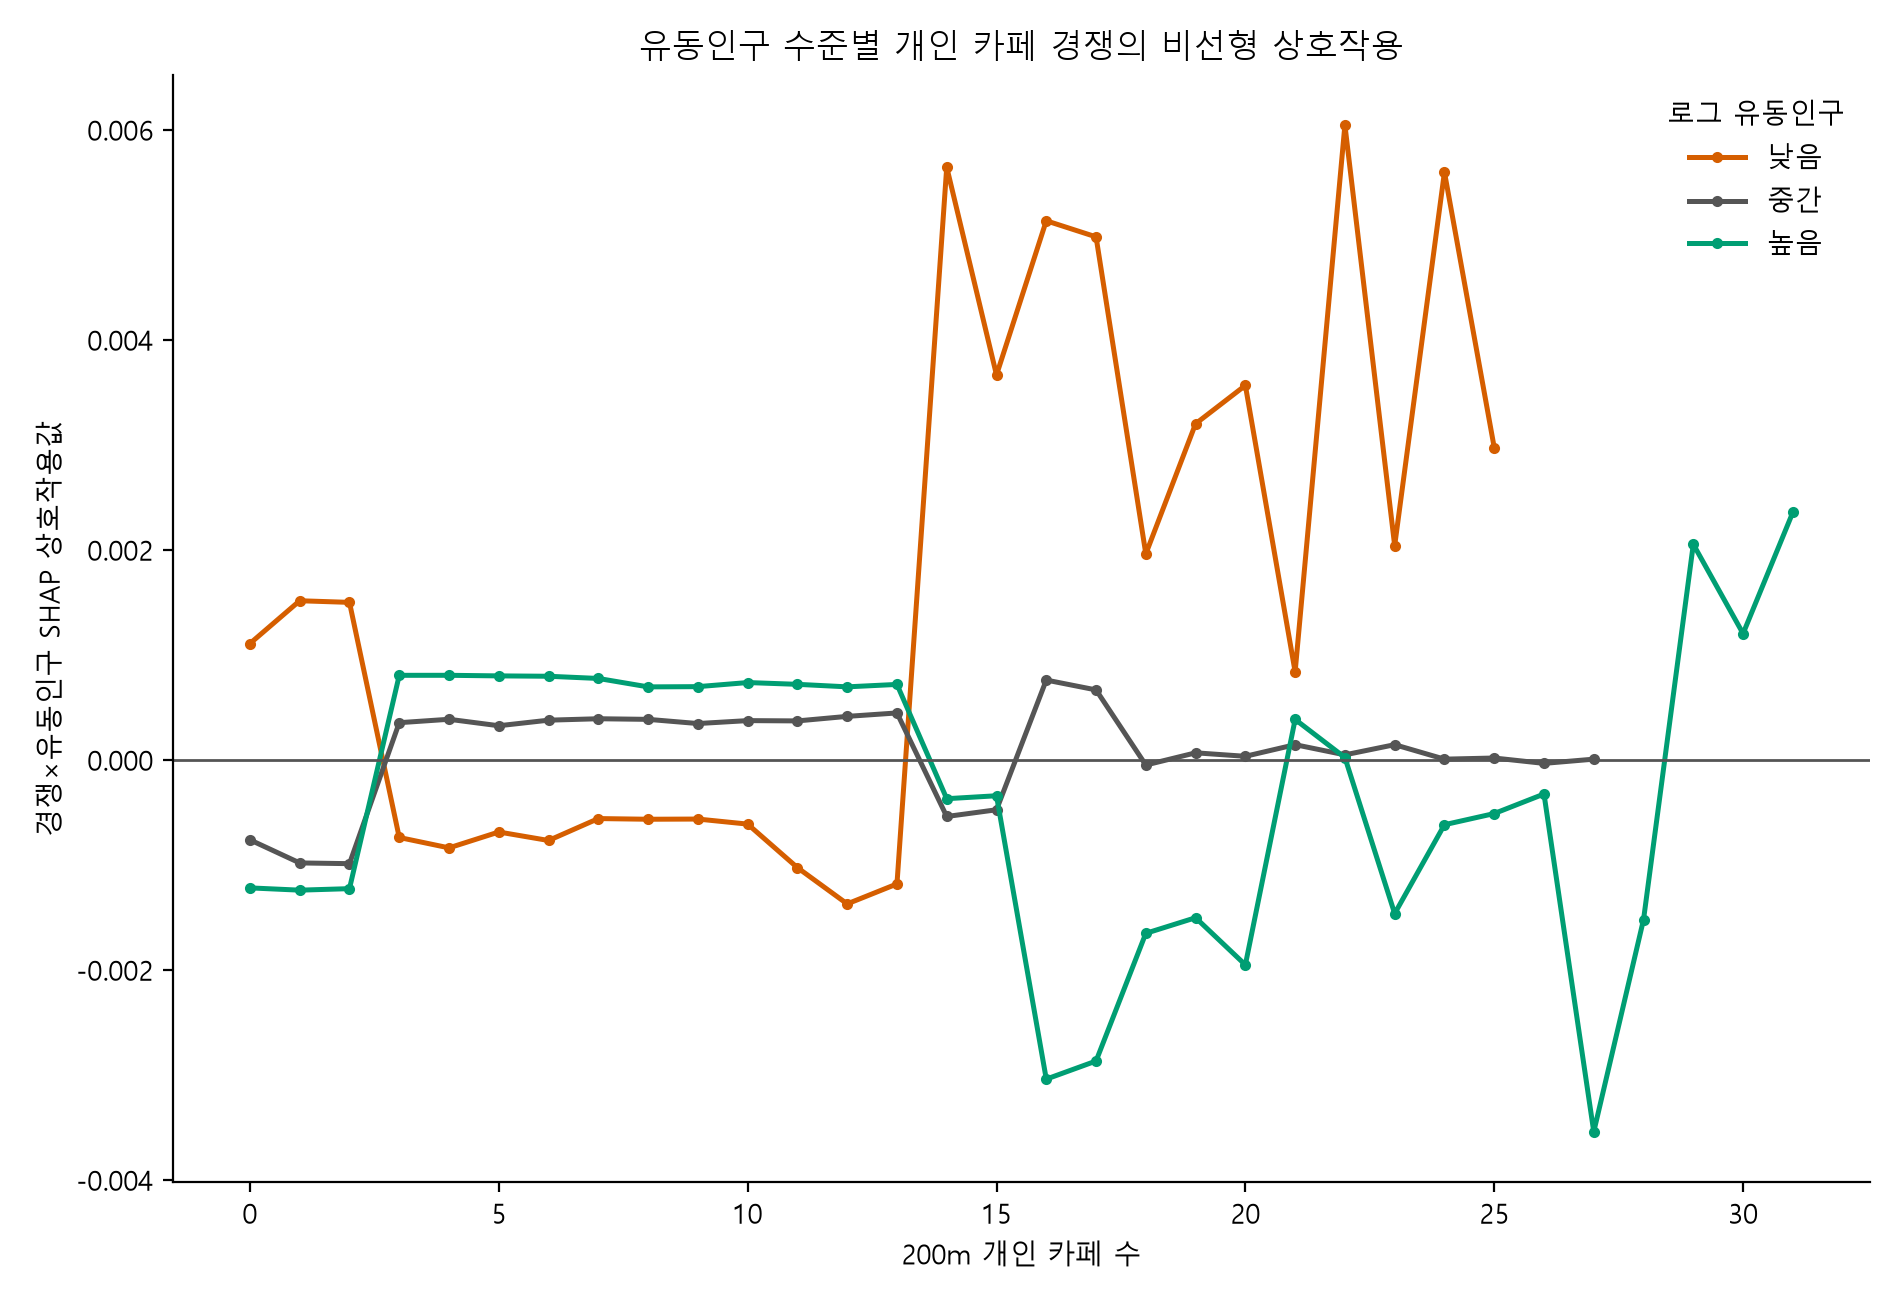 유동인구 수준별 개인 카페 경쟁의 비선형 상호작용
로그 유동인구
낮음
중간
높음
경쟁×유동인구 SHAP 상호작용값
0.006
0.004
0.002
0.000
-0.002
-0.004
0 5 10 15 20 25 30
200m 개인 카페 수